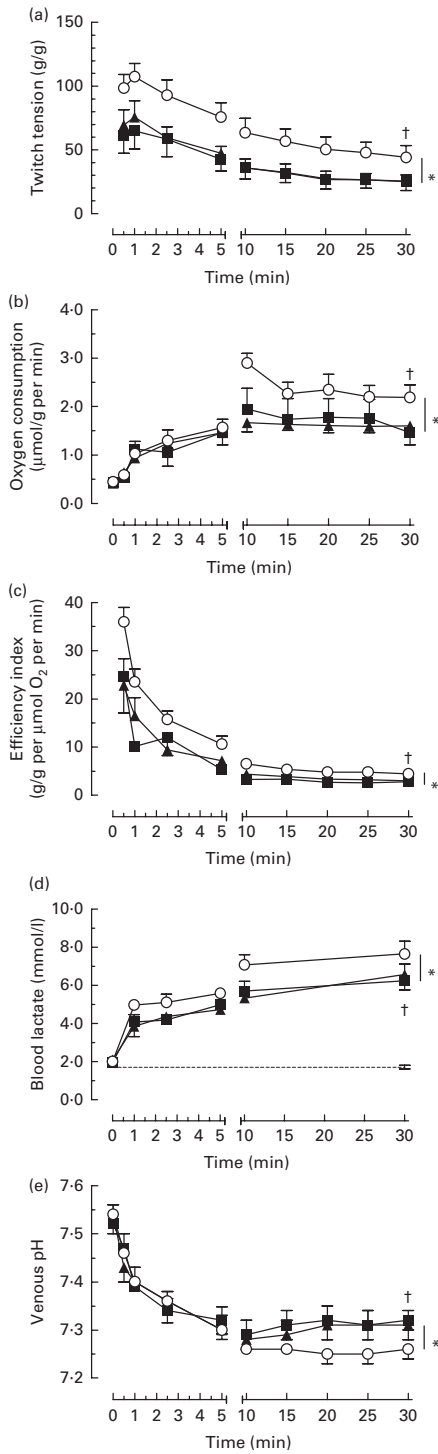 (a)
150
100
50
0
Twitch tension (g/g)
†
*
0 1 2 3 4 5 10 15 20 25 30
Time (min)
(b)
4·0
3·0
2·0
1·0
0·0
Oxygen consumption
(μmol/g per min)
†
*
0 1 2 3 4 5 10 15 20 25 30
Time (min)
(c)
40
30
20
10
0
Efficiency index
(g/g per μmol O₂ per min)
†
*
0 1 2 3 4 5 10 15 20 25 30
Time (min)
(d)
10·0
8·0
6·0
4·0
2·0
0·0
Blood lactate (mmol/l)
*
†
0 1 2 3 4 5 10 15 20 25 30
Time (min)
(e)
7·6
7·5
7·4
7·3
7·2
Venous pH
†
*
0 1 2 3 4 5 10 15 20 25 30
Time (min)